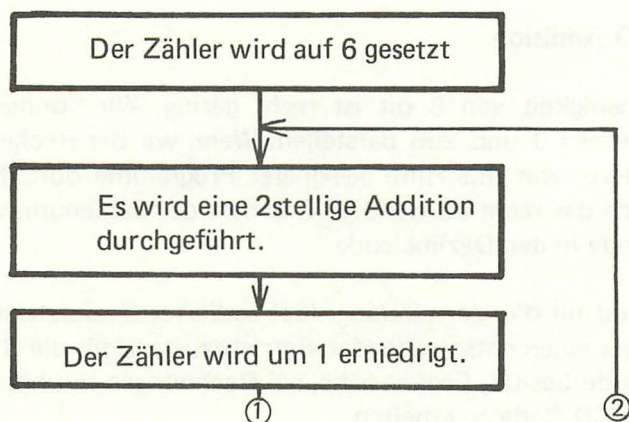 Der Zähler wird auf 6 gesetzt
Es wird eine 2stellige Addition
durchgeführt.
Der Zähler wird um 1 erniedrigt.
①
②